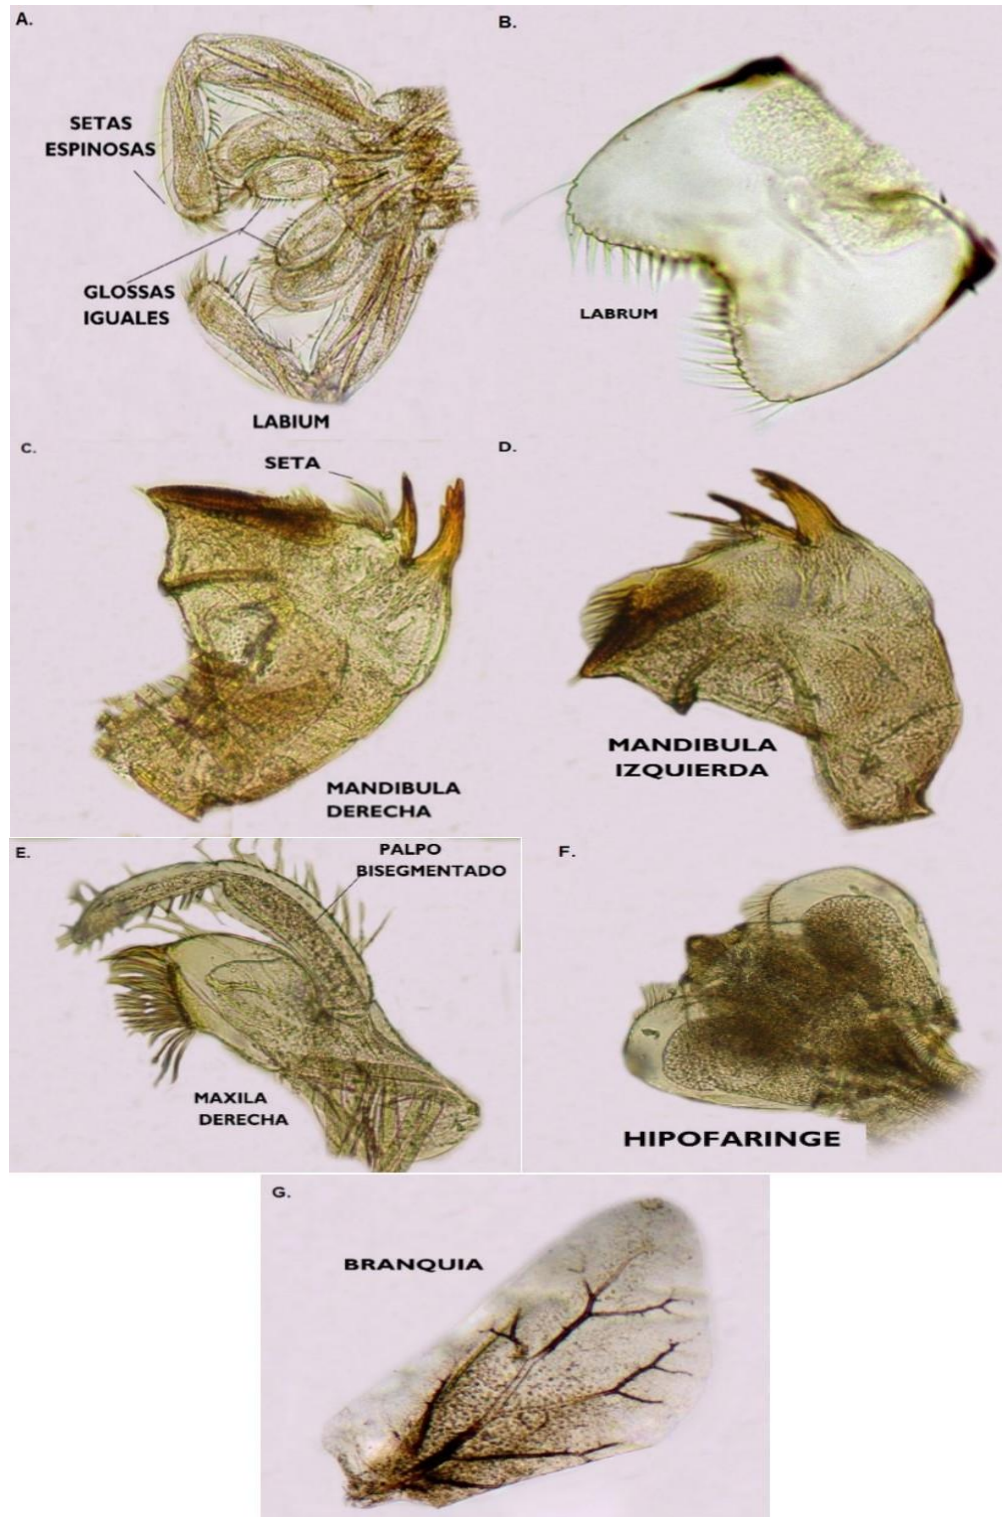 A.
SETAS
ESPINOSAS
GLOSSAS
IGUALES
LABIUM
B.
LABRUM
C.
SETA
MANDIBULA
DERECHA
D.
MANDIBULA
IZQUIERDA
E.
PALPO
BISEGMENTADO
MAXILA
DERECHA
F.
HIPOFARINGE
G.
BRANQUIA